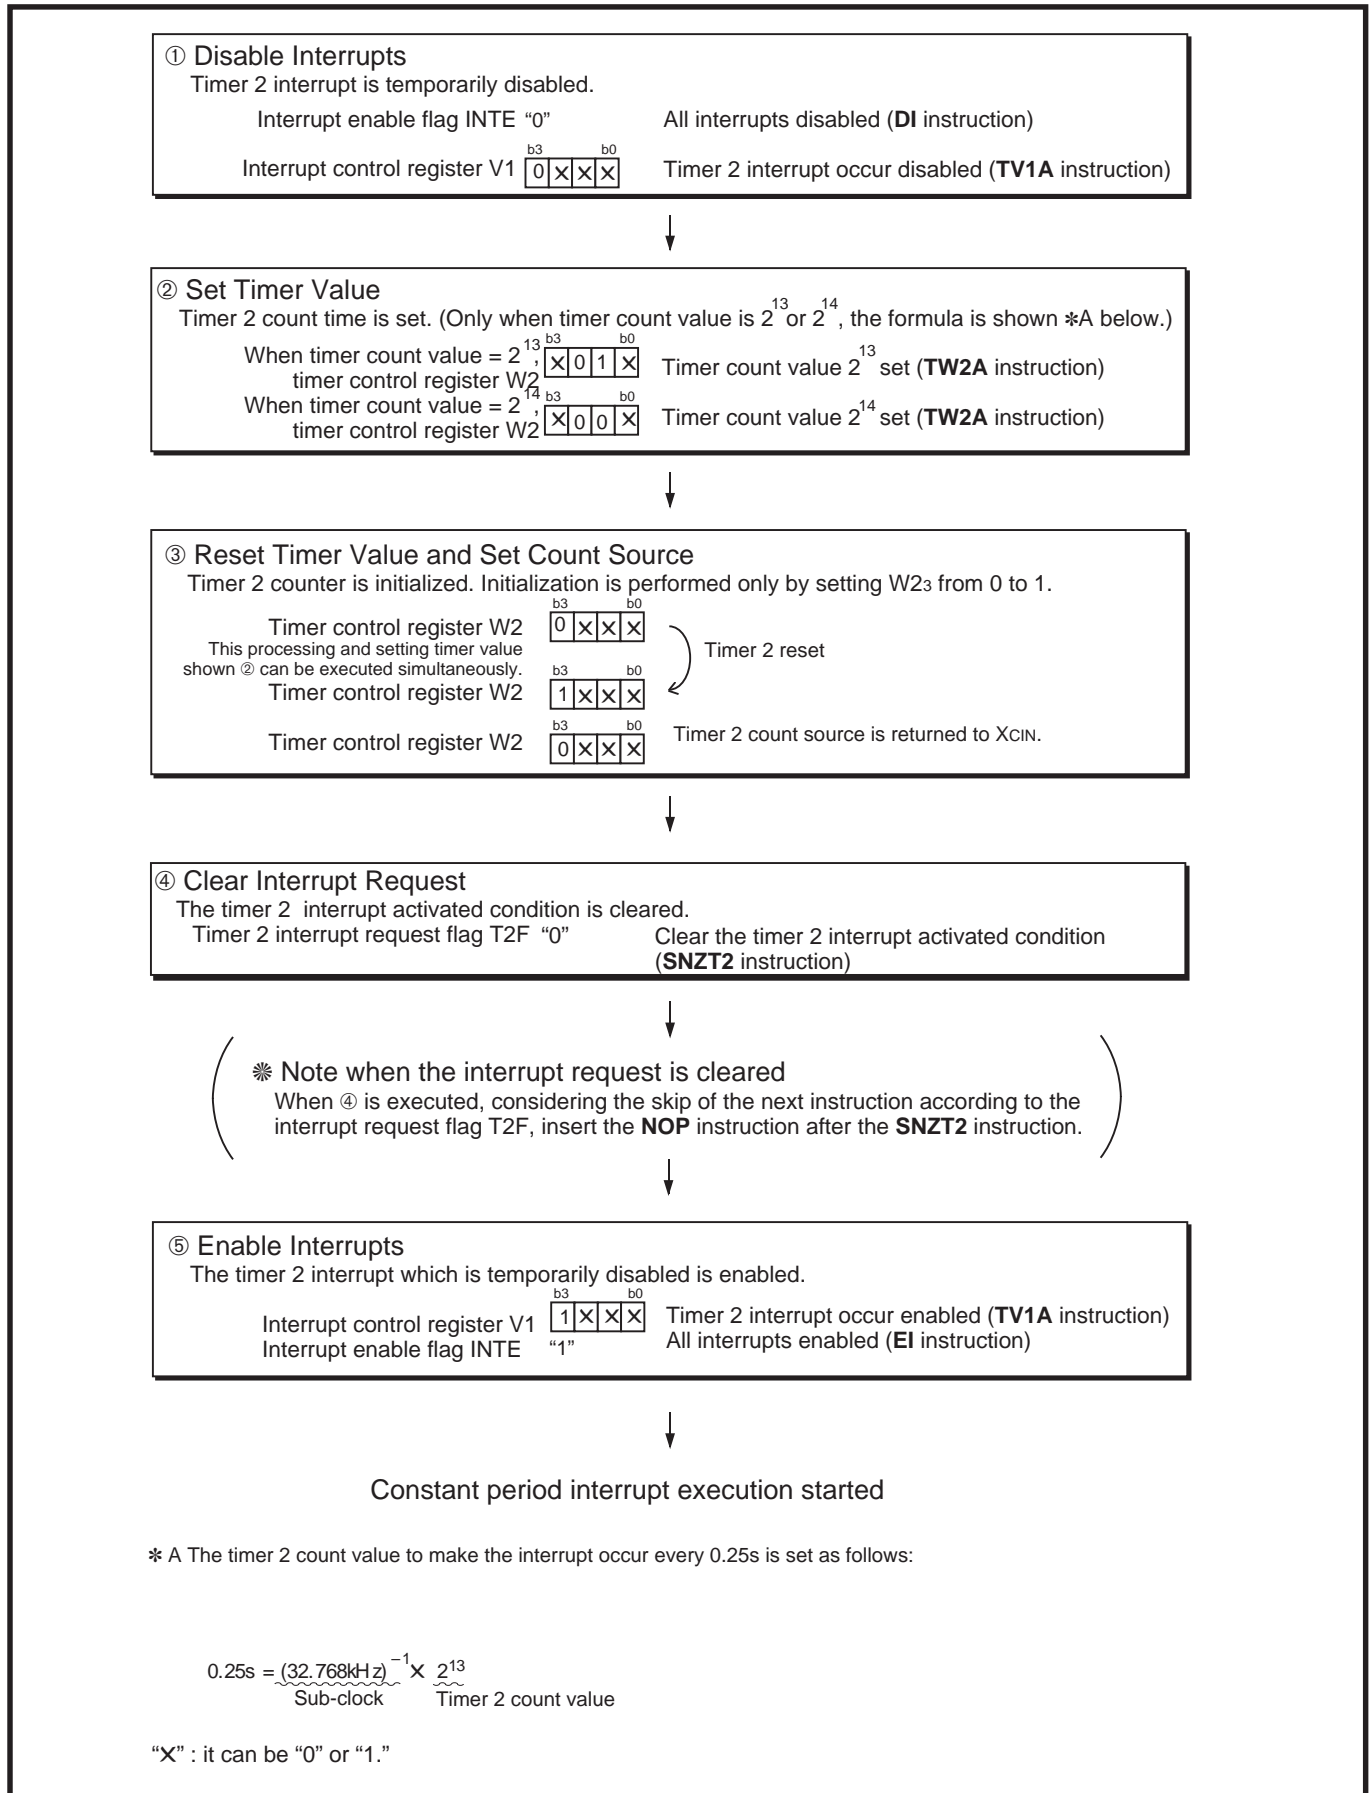 ① Disable Interrupts
Timer 2 interrupt is temporarily disabled.
Interrupt enable flag INTE “0” All interrupts disabled (DI instruction)
b3 b0
Interrupt control register V1 0 ✕ ✕ ✕ Timer 2 interrupt occur disabled (TV1A instruction)
② Set Timer Value
Timer 2 count time is set. (Only when timer count value is 2^13 or 2^14, the formula is shown ✻A below.)
b3 b0
When timer count value = 2^13, ✕ 0 1 ✕ Timer count value 2^13 set (TW2A instruction)
timer control register W2
b3 b0
When timer count value = 2^14, ✕ 0 0 ✕ Timer count value 2^14 set (TW2A instruction)
timer control register W2
③ Reset Timer Value and Set Count Source
Timer 2 counter is initialized. Initialization is performed only by setting W23 from 0 to 1.
b3 b0
Timer control register W2 0 ✕ ✕ ✕
This processing and setting timer value Timer 2 reset
shown ② can be executed simultaneously.
b3 b0
Timer control register W2 1 ✕ ✕ ✕
b3 b0
Timer control register W2 0 ✕ ✕ ✕ Timer 2 count source is returned to XCIN.
④ Clear Interrupt Request
The timer 2 interrupt activated condition is cleared.
Timer 2 interrupt request flag T2F “0” Clear the timer 2 interrupt activated condition
(SNZT2 instruction)
❋ Note when the interrupt request is cleared
When ④ is executed, considering the skip of the next instruction according to the
interrupt request flag T2F, insert the NOP instruction after the SNZT2 instruction.
⑤ Enable Interrupts
The timer 2 interrupt which is temporarily disabled is enabled.
b3 b0
Interrupt control register V1 1 ✕ ✕ ✕ Timer 2 interrupt occur enabled (TV1A instruction)
Interrupt enable flag INTE “1” All interrupts enabled (EI instruction)
Constant period interrupt execution started
✻ A The timer 2 count value to make the interrupt occur every 0.25s is set as follows:
0.25s = (32.768kHz)^–1 ✕ 2^13
Sub-clock Timer 2 count value
“✕” : it can be “0” or “1.”